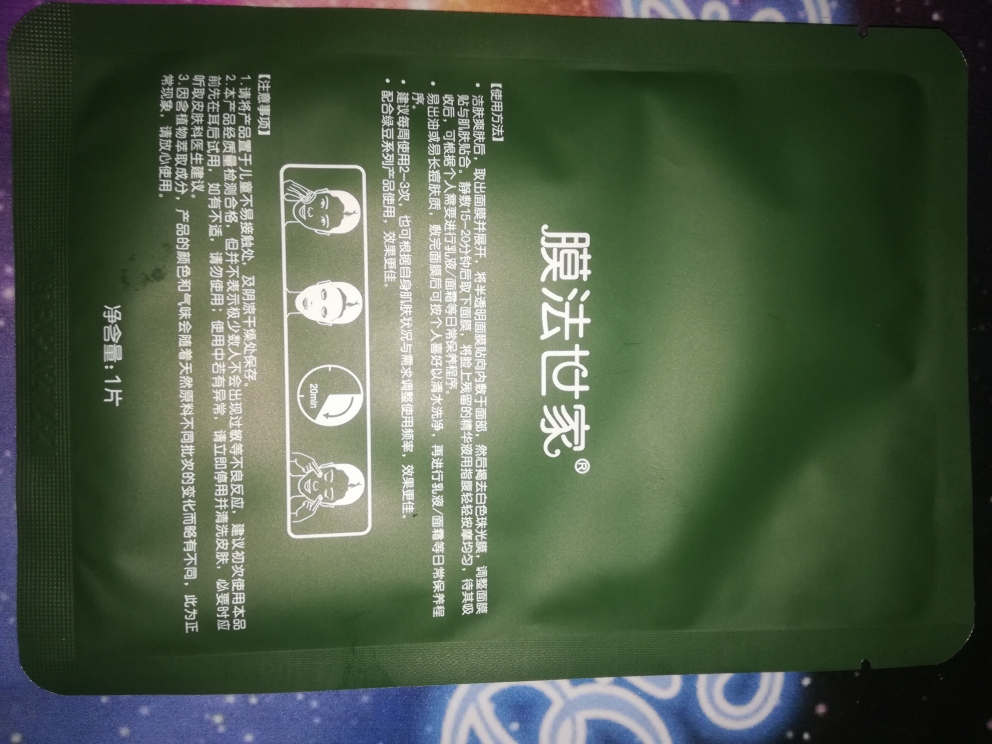 膜法世家®
【使用方法】
• 洁肤爽肤后，取出面膜并展开，将半透明面膜贴向内敷于面部，然后揭去白色珠光膜，调整面膜
贴与肌肤贴合。静敷15–20分钟后取下面膜，将脸上残留的精华液用指腹轻轻按摩均匀，待其吸
收后，可根据个人需要进行乳液/面霜等日常保养程序。
• 易出油或易长痘肤质，敷完面膜后可按个人喜好以清水洗净，再进行乳液/面霜等日常保养程
序。
• 建议每周使用2–3次，也可根据自身肌肤状况与需求调整使用频率，效果更佳。
• 配合绿豆系列产品使用，效果更佳。
20min
【注意事项】
1.请将产品置于儿童不易接触处，及阴凉干燥处保存。
2.本产品经质量检测合格，但并不表示极少数人不会出现过敏等不良反应，建议初次使用本品
前先在耳后试用，如有不适，请勿使用；使用中若有异常，请立即停用并清洗皮肤，必要时应
听取皮肤科医生建议。
3.因含植物萃取成分，产品的颜色和气味会随着天然原料不同批次的变化而略有不同，此为正
常现象，请放心使用。
净含量：1片